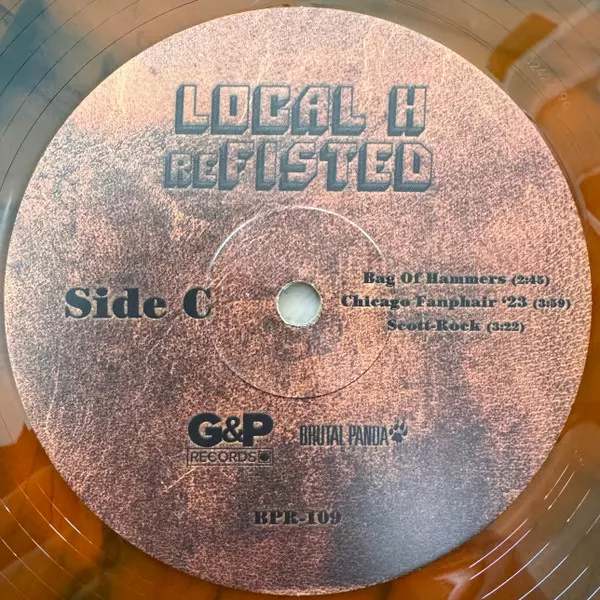 LOCAL H
REFISTED
Side C
Bag Of Hammers (2:45)
Chicago Fanphair ‘23 (3:59)
Scott-Rock (3:22)
G&P
RECORDS
BRUTAL PANDA
BPR-109